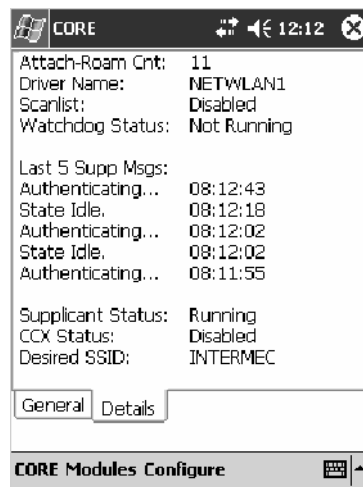 CORE 12:12
Attach-Roam Cnt: 11
Driver Name: NETWLAN1
Scanlist: Disabled
Watchdog Status: Not Running
Last 5 Supp Msgs:
Authenticating... 08:12:43
State Idle. 08:12:18
Authenticating... 08:12:02
State Idle. 08:12:02
Authenticating... 08:11:55
Supplicant Status: Running
CCX Status: Disabled
Desired SSID: INTERMEC
General Details
CORE Modules Configure